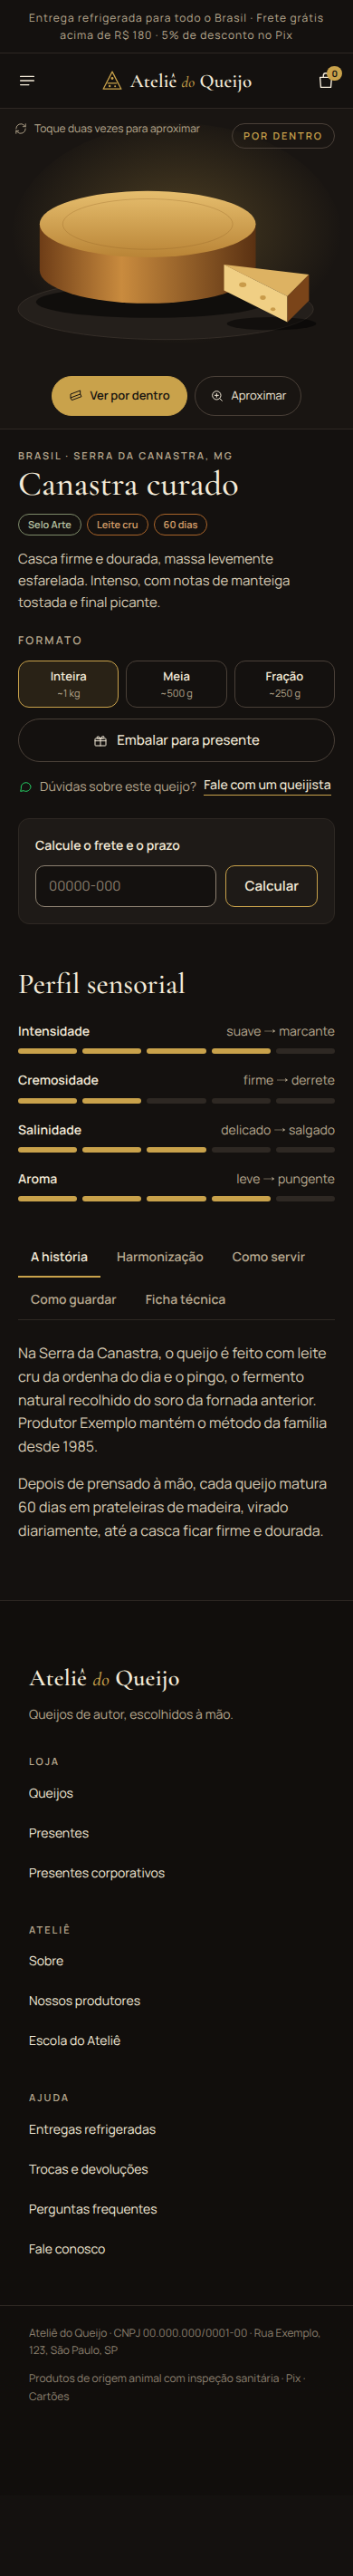 Entrega refrigerada para todo o Brasil · Frete grátis
acima de R$ 180 · 5% de desconto no Pix
Ateliê do Queijo
0
Toque duas vezes para aproximar
POR DENTRO
Ver por dentro
Aproximar
BRASIL · SERRA DA CANASTRA, MG
Canastra curado
Selo Arte
Leite cru
60 dias
Casca firme e dourada, massa levemente
esfarelada. Intenso, com notas de manteiga
tostada e final picante.
FORMATO
Inteira
~1 kg
Meia
~500 g
Fração
~250 g
Embalar para presente
Dúvidas sobre este queijo? Fale com um queijista
Calcule o frete e o prazo
00000-000
Calcular
Perfil sensorial
Intensidade
suave → marcante
Cremosidade
firme → derrete
Salinidade
delicado → salgado
Aroma
leve → pungente
A história
Harmonização
Como servir
Como guardar
Ficha técnica
Na Serra da Canastra, o queijo é feito com leite
cru da ordenha do dia e o pingo, o fermento
natural recolhido do soro da fornada anterior.
Produtor Exemplo mantém o método da família
desde 1985.
Depois de prensado à mão, cada queijo matura
60 dias em prateleiras de madeira, virado
diariamente, até a casca ficar firme e dourada.
Ateliê do Queijo
Queijos de autor, escolhidos à mão.
LOJA
Queijos
Presentes
Presentes corporativos
ATELIÊ
Sobre
Nossos produtores
Escola do Ateliê
AJUDA
Entregas refrigeradas
Trocas e devoluções
Perguntas frequentes
Fale conosco
Ateliê do Queijo · CNPJ 00.000.000/0001-00 · Rua Exemplo,
123, São Paulo, SP
Produtos de origem animal com inspeção sanitária · Pix ·
Cartões